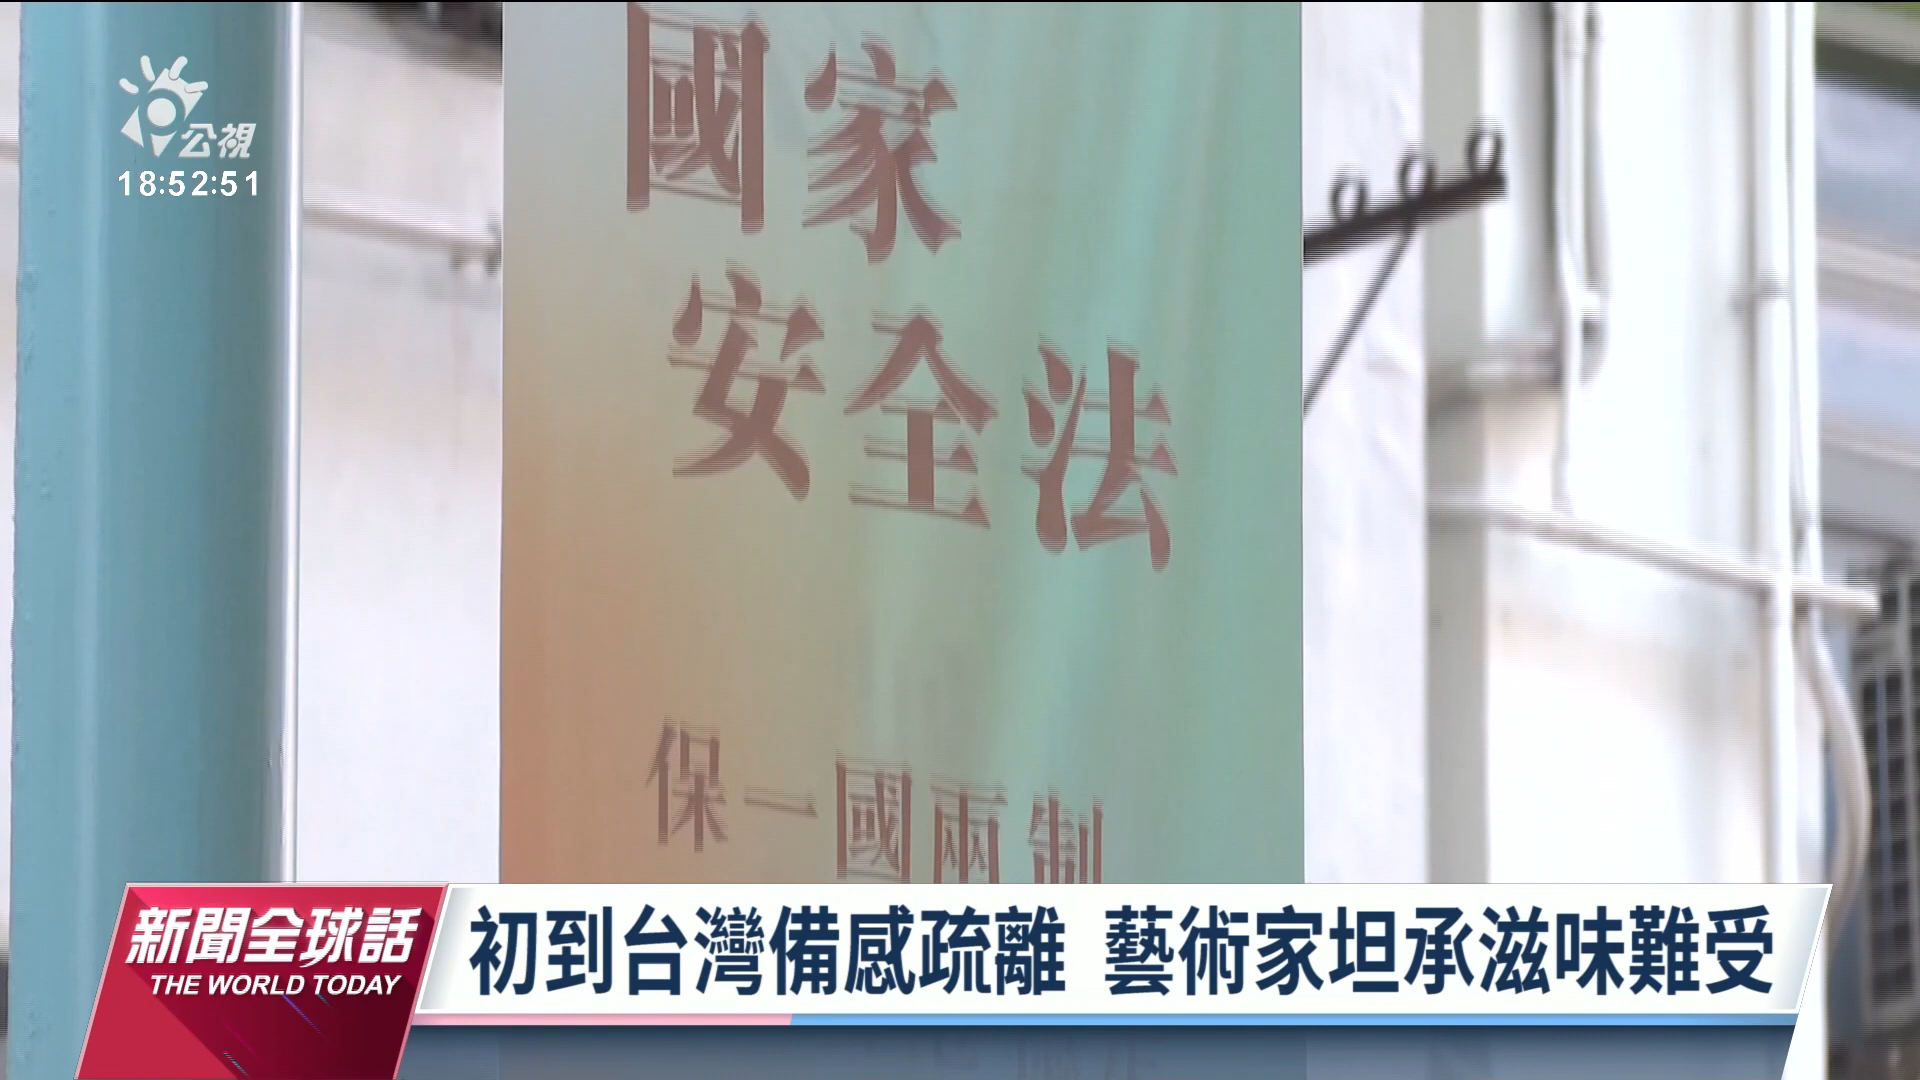 國家
安全法
保一國兩制
公視
18:52:51
新聞全球話
THE WORLD TODAY
初到台灣備感疏離 藝術家坦承滋味難受